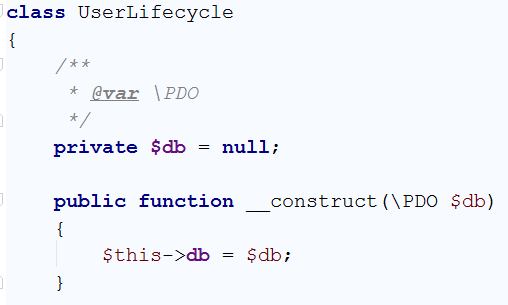 class UserLifecycle
{
/**
* @var \PDO
*/
private $db = null;
public function __construct(\PDO $db)
{
$this->db = $db;
}